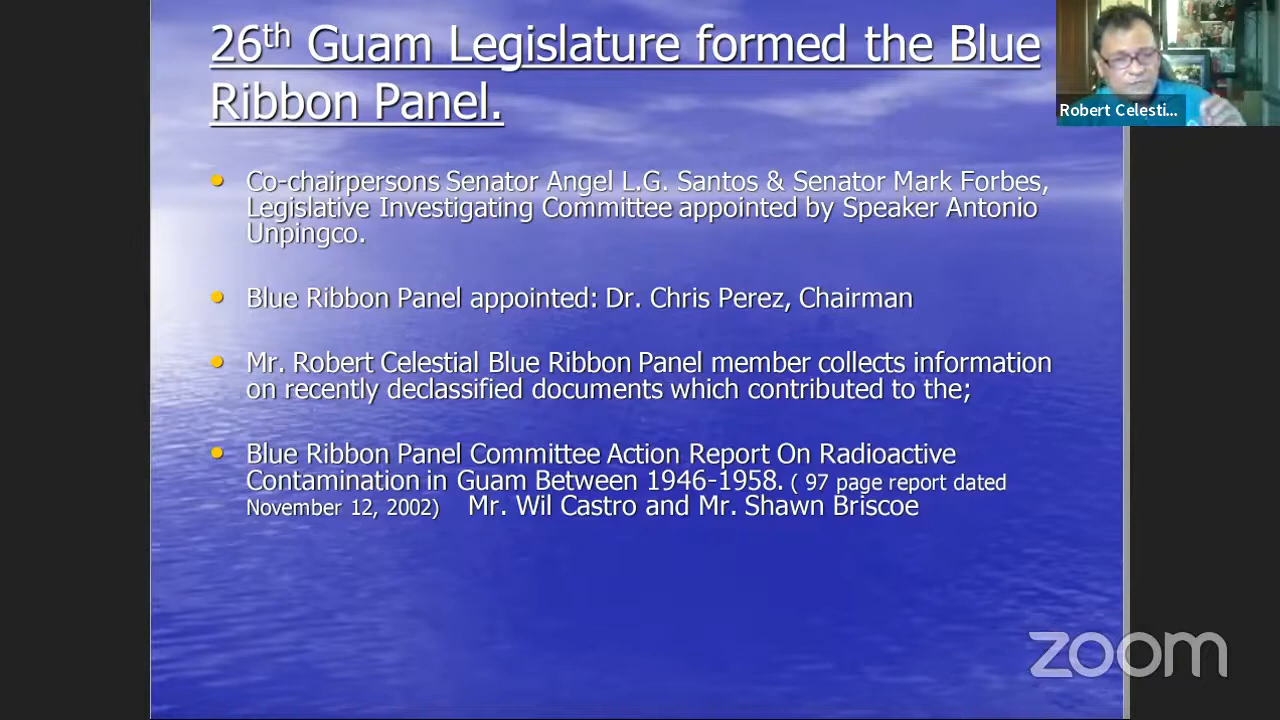 26th Guam Legislature formed the Blue
Ribbon Panel.
Robert Celesti...
• Co-chairpersons Senator Angel L.G. Santos & Senator Mark Forbes,
Legislative Investigating Committee appointed by Speaker Antonio
Unpingco.
• Blue Ribbon Panel appointed: Dr. Chris Perez, Chairman
• Mr. Robert Celestial Blue Ribbon Panel member collects information
on recently declassified documents which contributed to the;
• Blue Ribbon Panel Committee Action Report On Radioactive
Contamination in Guam Between 1946-1958. ( 97 page report dated
November 12, 2002) Mr. Wil Castro and Mr. Shawn Briscoe
zoom